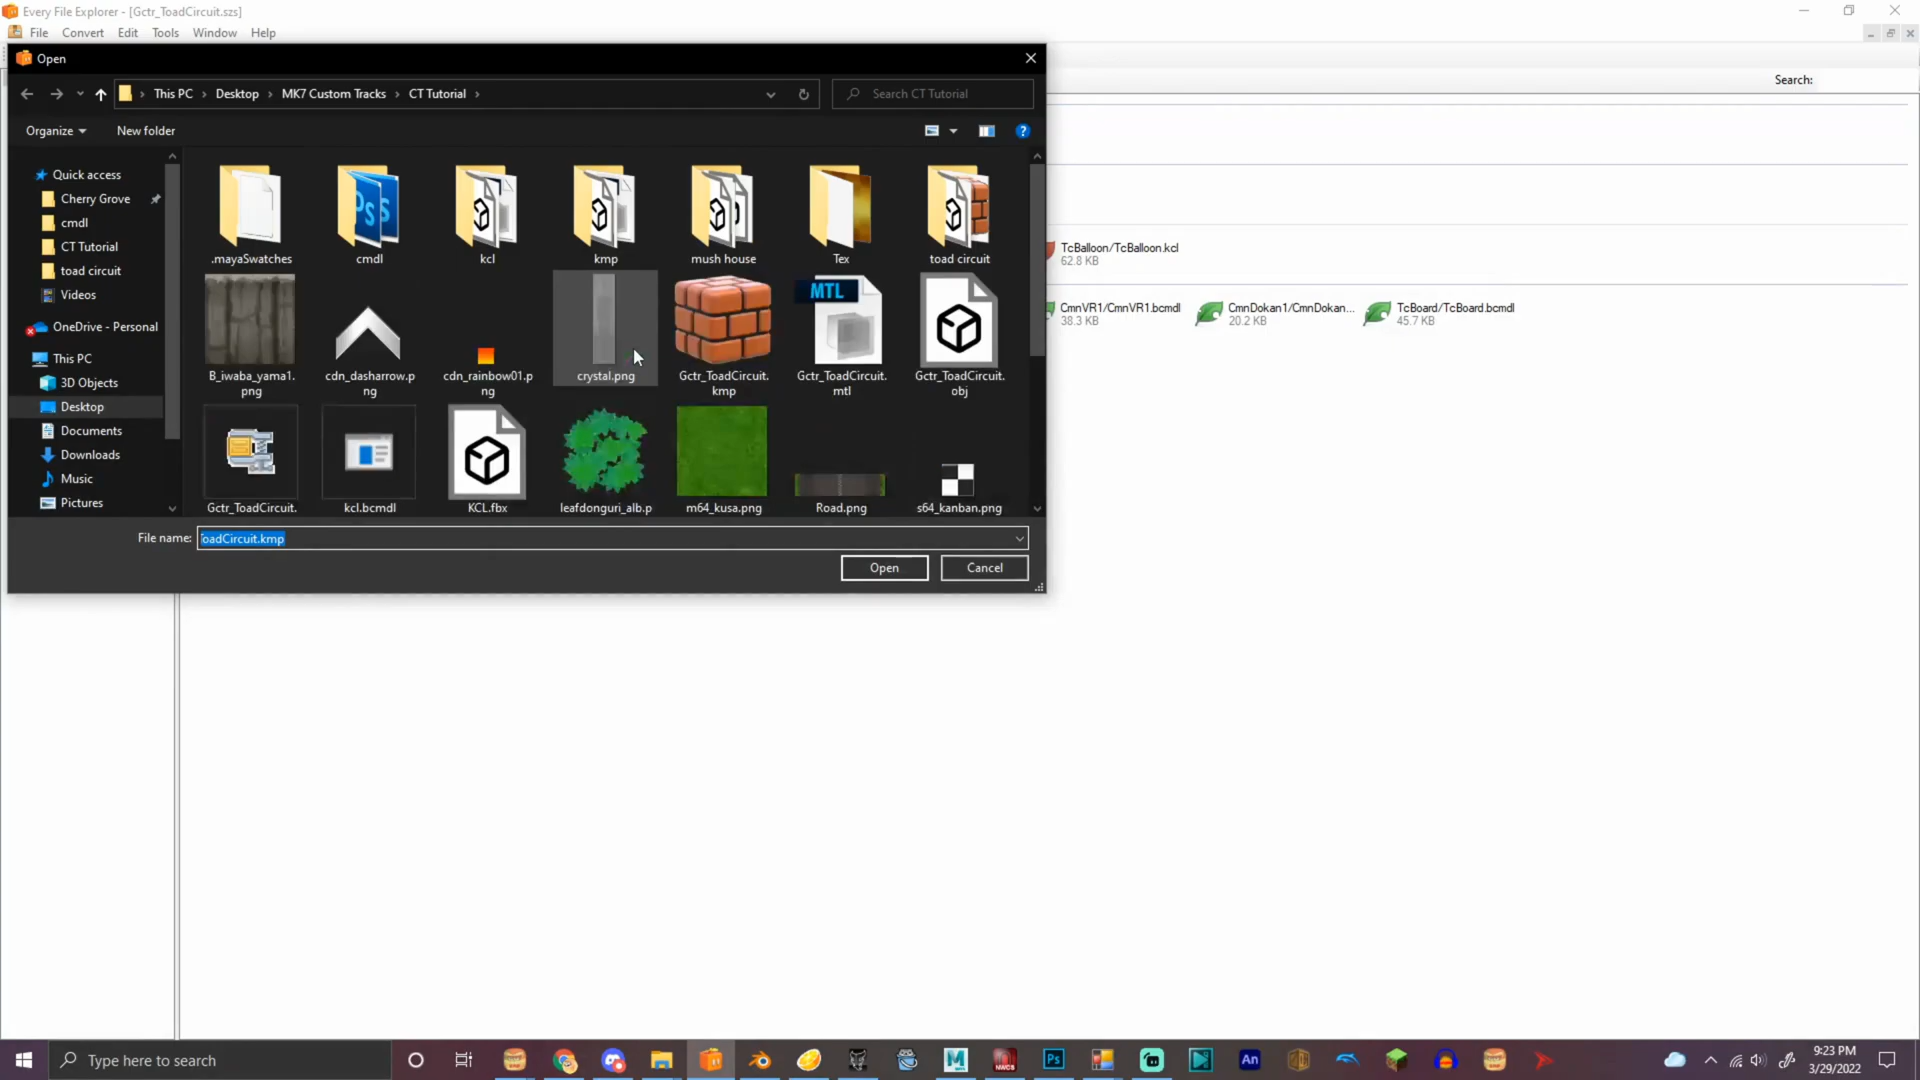 Every File Explorer - [Gctr_ToadCircuit.szs]
File Convert Edit Tools Window Help
Open
This PC Desktop MK7 Custom Tracks CT Tutorial
Search CT Tutorial
Search:
Organize New folder
Quick access
Cherry Grove
cmdl
CT Tutorial
toad circuit
Videos
OneDrive - Personal
This PC
3D Objects
Desktop
Documents
Downloads
Music
Pictures
.mayaSwatches cmdl kcl kmp mush house Tex toad circuit
B_iwaba_yama1.
png
cdn_dasharrow.p
ng
cdn_rainbow01.p
ng
crystal.png
Gctr_ToadCircuit.
kmp
MTL
Gctr_ToadCircuit.
mtl
Gctr_ToadCircuit.
obj
Gctr_ToadCircuit.
kcl.bcmdl
KCL.fbx
leafdonguri_alb.p
m64_kusa.png
Road.png
s64_kanban.png
File name: oadCircuit.kmp
Open Cancel
TcBalloon/TcBalloon.kcl
62.8 KB
CmnVR1/CmnVR1.bcmdl
38.3 KB
CmnDokan1/CmnDokan...
20.2 KB
TcBoard/TcBoard.bcmdl
45.7 KB
Type here to search
9:23 PM
3/29/2022